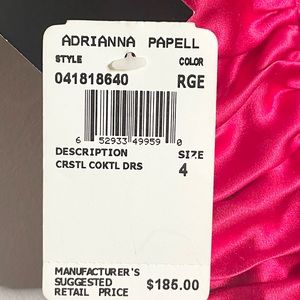 ADRIANNA PAPELL
STYLE COLOR
041818640 RGE
6 52933 49959 0
DESCRIPTION SIZE
CRSTL COKTL DRS 4
MANUFACTURER'S
SUGGESTED
RETAIL PRICE $185.00